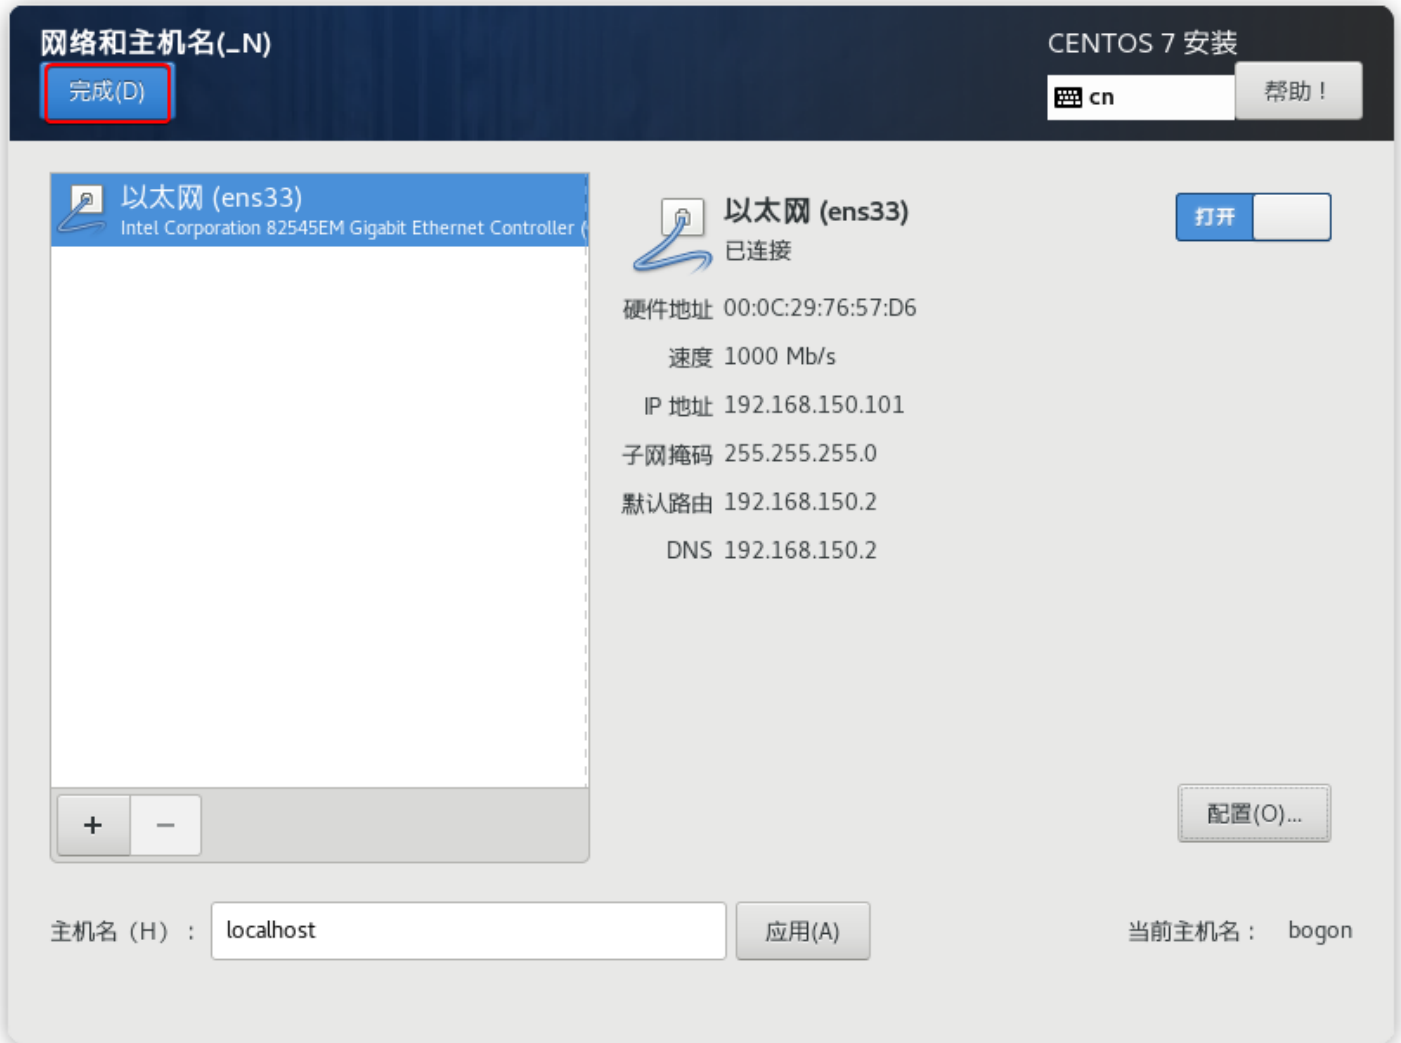 网络和主机名(_N)
CENTOS 7 安装
完成(D)
cn
帮助！
以太网 (ens33)
Intel Corporation 82545EM Gigabit Ethernet Controller (
以太网 (ens33)
已连接
打开
硬件地址 00:0C:29:76:57:D6
速度 1000 Mb/s
IP 地址 192.168.150.101
子网掩码 255.255.255.0
默认路由 192.168.150.2
DNS 192.168.150.2
+ −
配置(O)...
主机名（H）： localhost 应用(A) 当前主机名： bogon